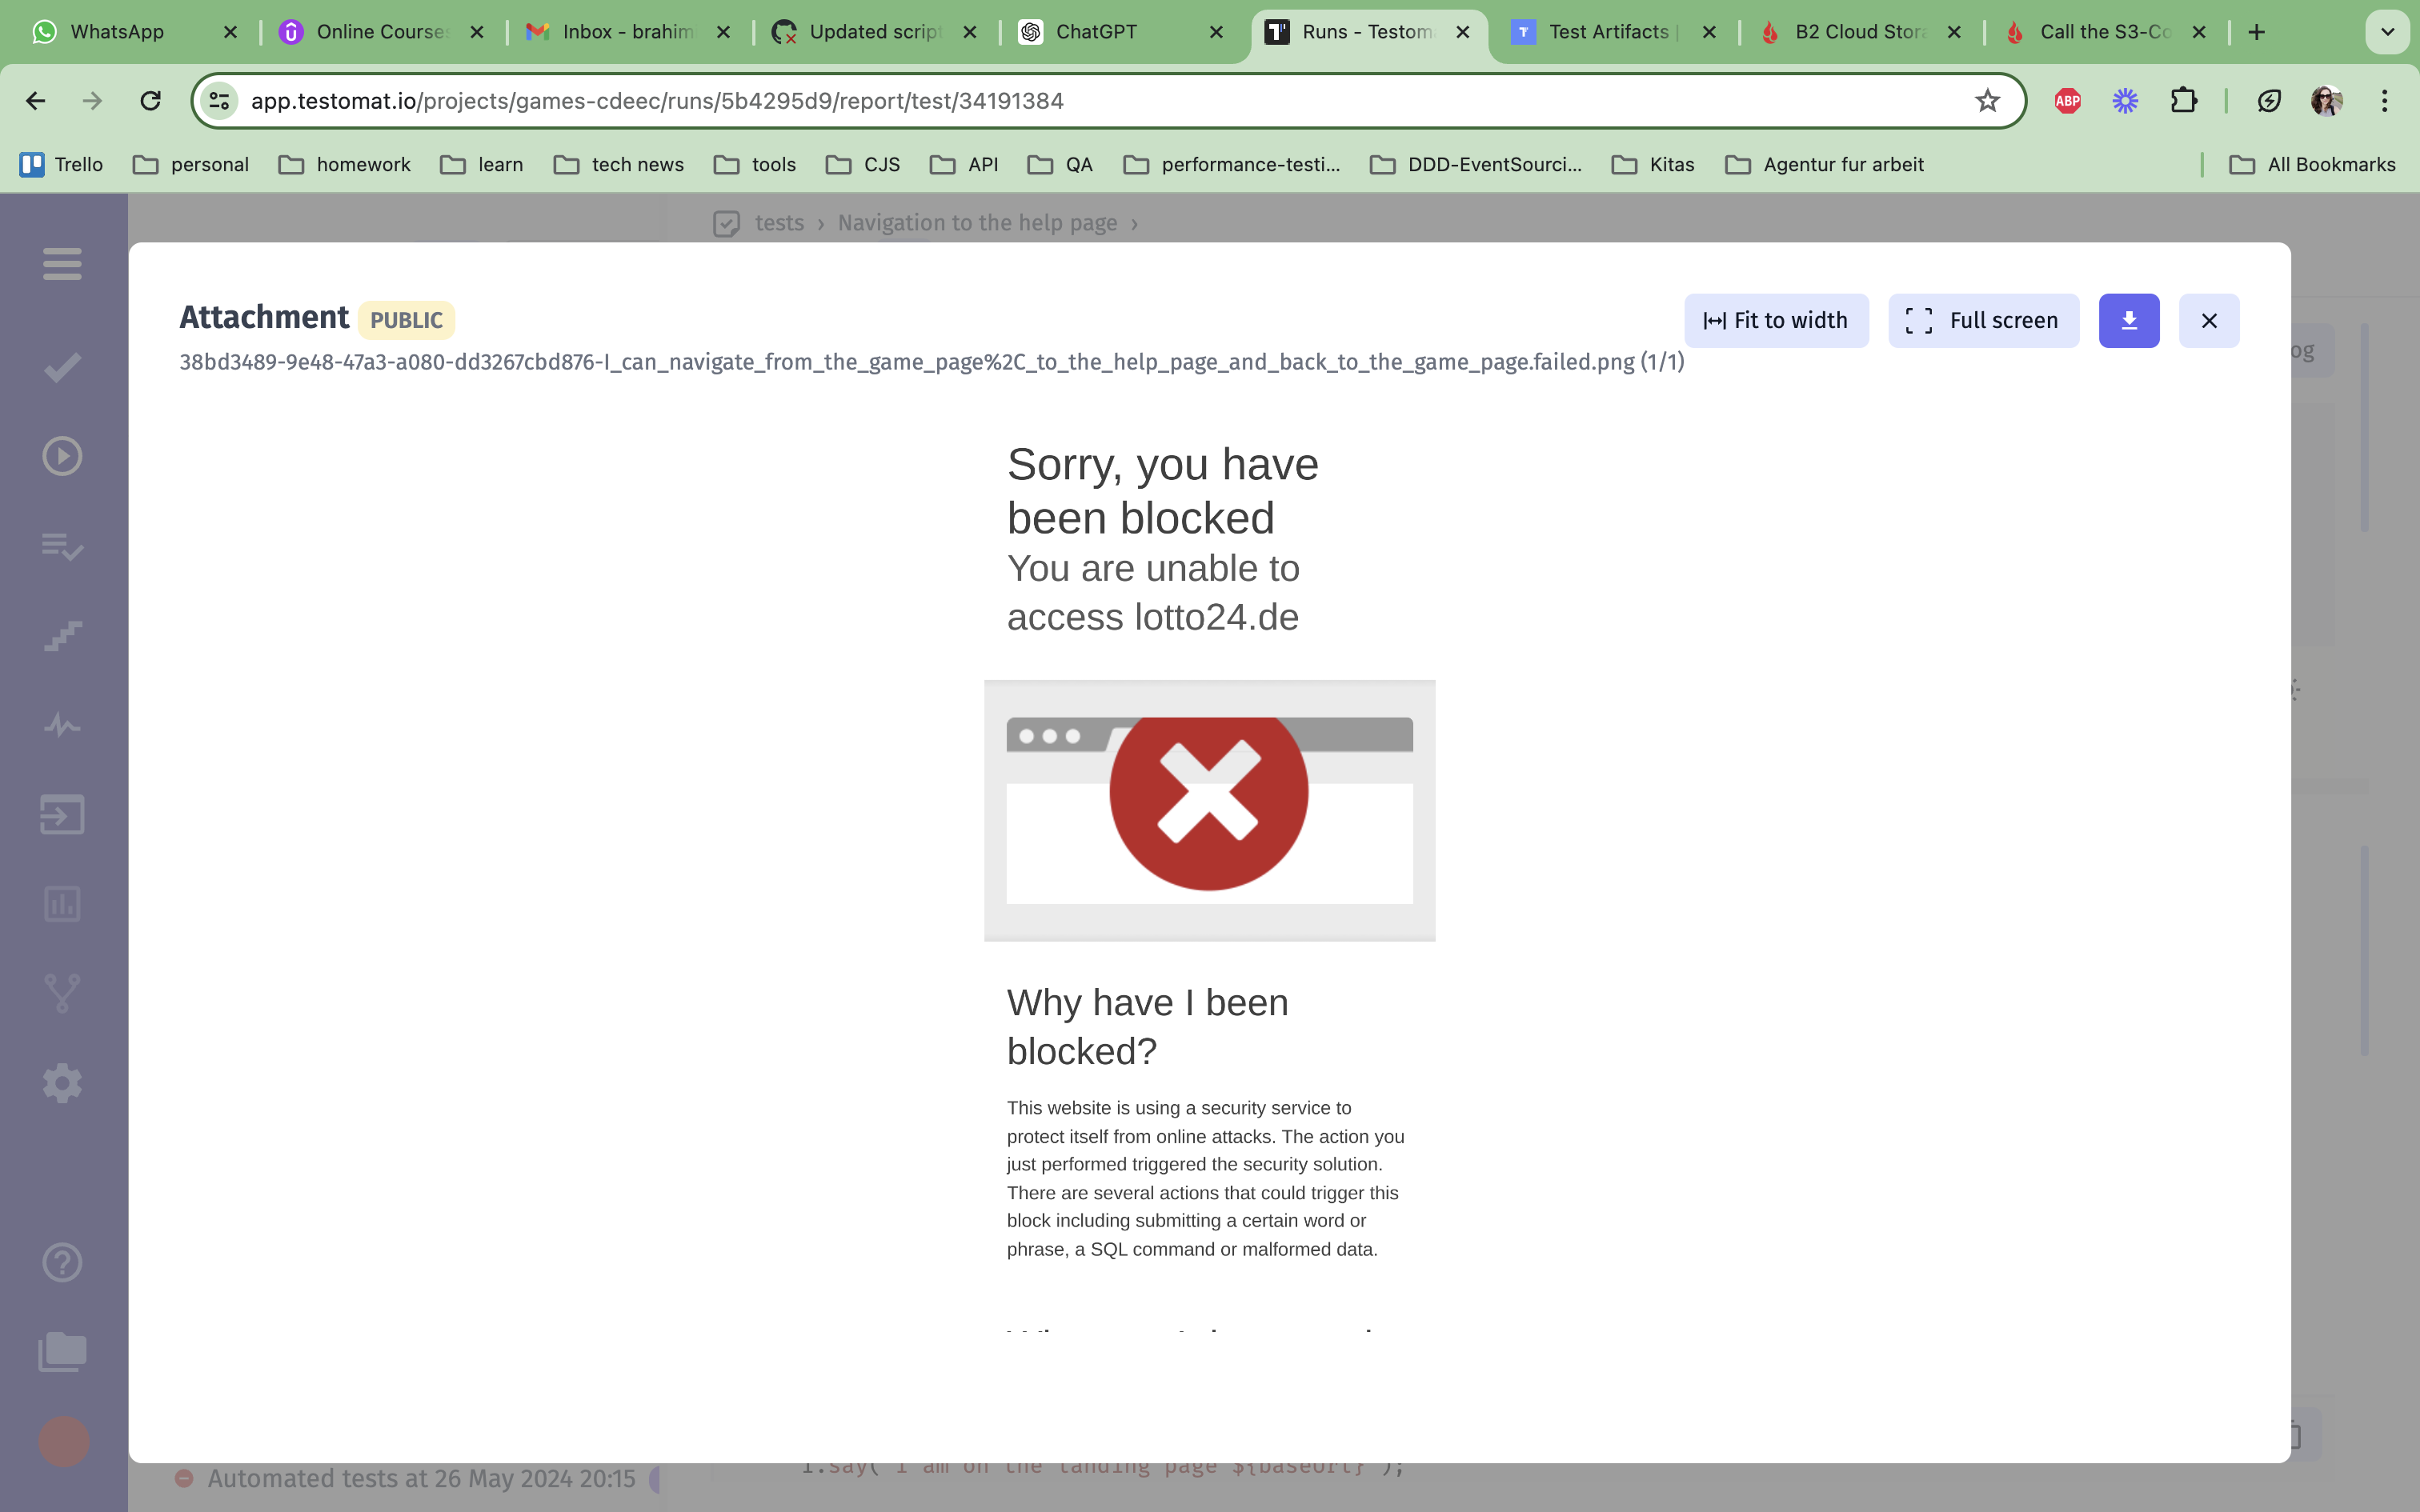 WhatsApp
Online Courses
Inbox - brahim
Updated script
ChatGPT
Runs - Testom
Test Artifacts |
B2 Cloud Stora
Call the S3-Co
app.testomat.io/projects/games-cdeec/runs/5b4295d9/report/test/34191384
ABP
Trello
personal
homework
learn
tech news
tools
CJS
API
QA
performance-testi...
DDD-EventSourci...
Kitas
Agentur fur arbeit
All Bookmarks
tests › Navigation to the help page ›
Attachment PUBLIC
Fit to width
Full screen
38bd3489-9e48-47a3-a080-dd3267cbd876-I_can_navigate_from_the_game_page%2C_to_the_help_page_and_back_to_the_game_page.failed.png (1/1)
og
Sorry, you have
been blocked
You are unable to
access lotto24.de
Why have I been
blocked?
This website is using a security service to
protect itself from online attacks. The action you
just performed triggered the security solution.
There are several actions that could trigger this
block including submitting a certain word or
phrase, a SQL command or malformed data.
Automated tests at 26 May 2024 20:15
I.say(`I am on the landing page ${baseUrl}`);